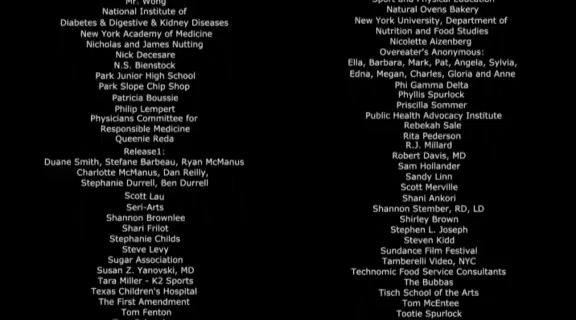 Mr. Wong
National Institute of
Diabetes & Digestive & Kidney Diseases
New York Academy of Medicine
Nicholas and James Nutting
Nick Decesare
N.S. Bienstock
Park Junior High School
Park Slope Chip Shop
Patricia Boussie
Philip Lempert
Physicians Committee for
Responsible Medicine
Queenie Reda
Release1:
Duane Smith, Stefane Barbeau, Ryan McManus
Charlotte McManus, Dan Reilly,
Stephanie Durrell, Ben Durrell
Scott Lau
Seri-Arts
Shannon Brownlee
Shari Frilot
Stephanie Childs
Steve Levy
Sugar Association
Susan Z. Yanovski, MD
Tara Miller - K2 Sports
Texas Children's Hospital
The First Amendment
Tom Fenton
Sport and Physical Education
Natural Ovens Bakery
New York University, Department of
Nutrition and Food Studies
Nicolette Aizenberg
Overeater's Anonymous:
Ella, Barbara, Mark, Pat, Angela, Sylvia,
Edna, Megan, Charles, Gloria and Anne
Phi Gamma Delta
Phyllis Spurlock
Priscilla Sommer
Public Health Advocacy Institute
Rebekah Sale
Rita Pederson
R.J. Millard
Robert Davis, MD
Sam Hollander
Sandy Linn
Scott Merville
Shani Ankori
Shannon Stember, RD, LD
Shirley Brown
Stephen L. Joseph
Steven Kidd
Sundance Film Festival
Tamberelli Video, NYC
Technomic Food Service Consultants
The Bubbas
Tisch School of the Arts
Tom McEntee
Tootie Spurlock